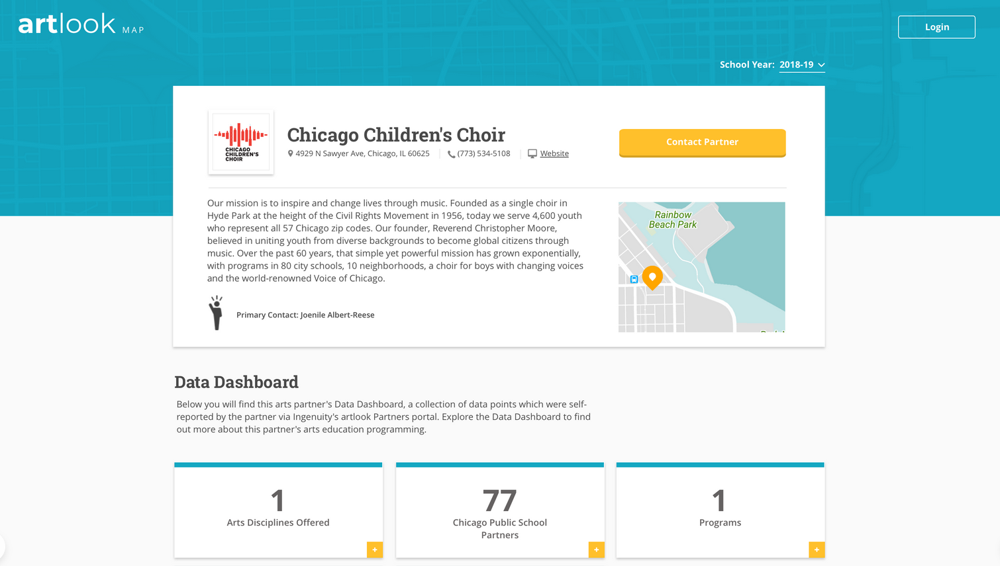 artlook MAP
Login
School Year: 2018-19
CHICAGO
CHILDREN'S
CHOIR
Chicago Children's Choir
4929 N Sawyer Ave, Chicago, IL 60625
(773) 534-5108
Website
Contact Partner
Our mission is to inspire and change lives through music. Founded as a single choir in
Hyde Park at the height of the Civil Rights Movement in 1956, today we serve 4,600 youth
who represent all 57 Chicago zip codes. Our founder, Reverend Christopher Moore,
believed in uniting youth from diverse backgrounds to become global citizens through
music. Over the past 60 years, that simple yet powerful mission has grown exponentially,
with programs in 80 city schools, 10 neighborhoods, a choir for boys with changing voices
and the world-renowned Voice of Chicago.
Rainbow
Beach Park
Primary Contact: Joenile Albert-Reese
Data Dashboard
Below you will find this arts partner's Data Dashboard, a collection of data points which were self-
reported by the partner via Ingenuity's artlook Partners portal. Explore the Data Dashboard to find
out more about this partner's arts education programming.
1
Arts Disciplines Offered
+
77
Chicago Public School
Partners
+
1
Programs
+